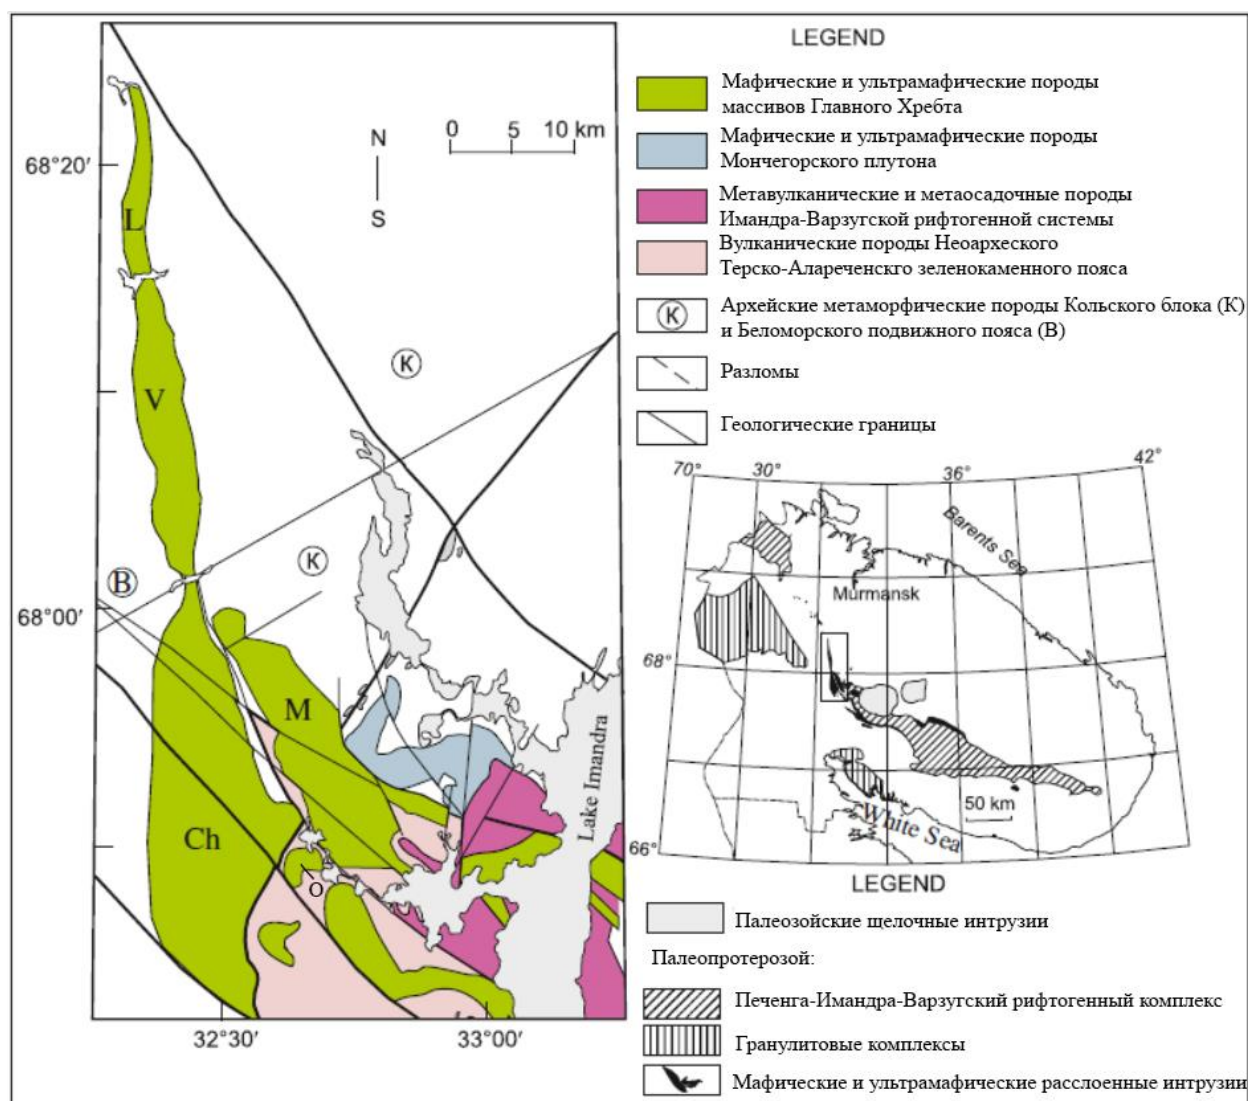 LEGEND
Мафические и ультрамафические породы
массивов Главного Хребта
Мафические и ультрамафические породы
Мончегорского плутона
Метавулканические и метаосадочные породы
Имандра-Варзугской рифтогенной системы
Вулканические породы Неоархеского
Терско-Алареченскго зеленокаменного пояса
K
Архейские метаморфические породы Кольского блока (К)
и Беломорского подвижного пояса (В)
Разломы
Геологические границы
N
S
0 5 10 km
68°20′
68°00′
32°30′
33°00′
L
V
K
K
B
M
Ch
O
Lake Imandra
70°
30°
36°
42°
68°
66°
Barents Sea
Murmansk
White Sea
50 km
LEGEND
Палеозойские щелочные интрузии
Палеопротерозой:
Печенга-Имандра-Варзугский рифтогенный комплекс
Гранулитовые комплексы
Мафические и ультрамафические расслоенные интрузии